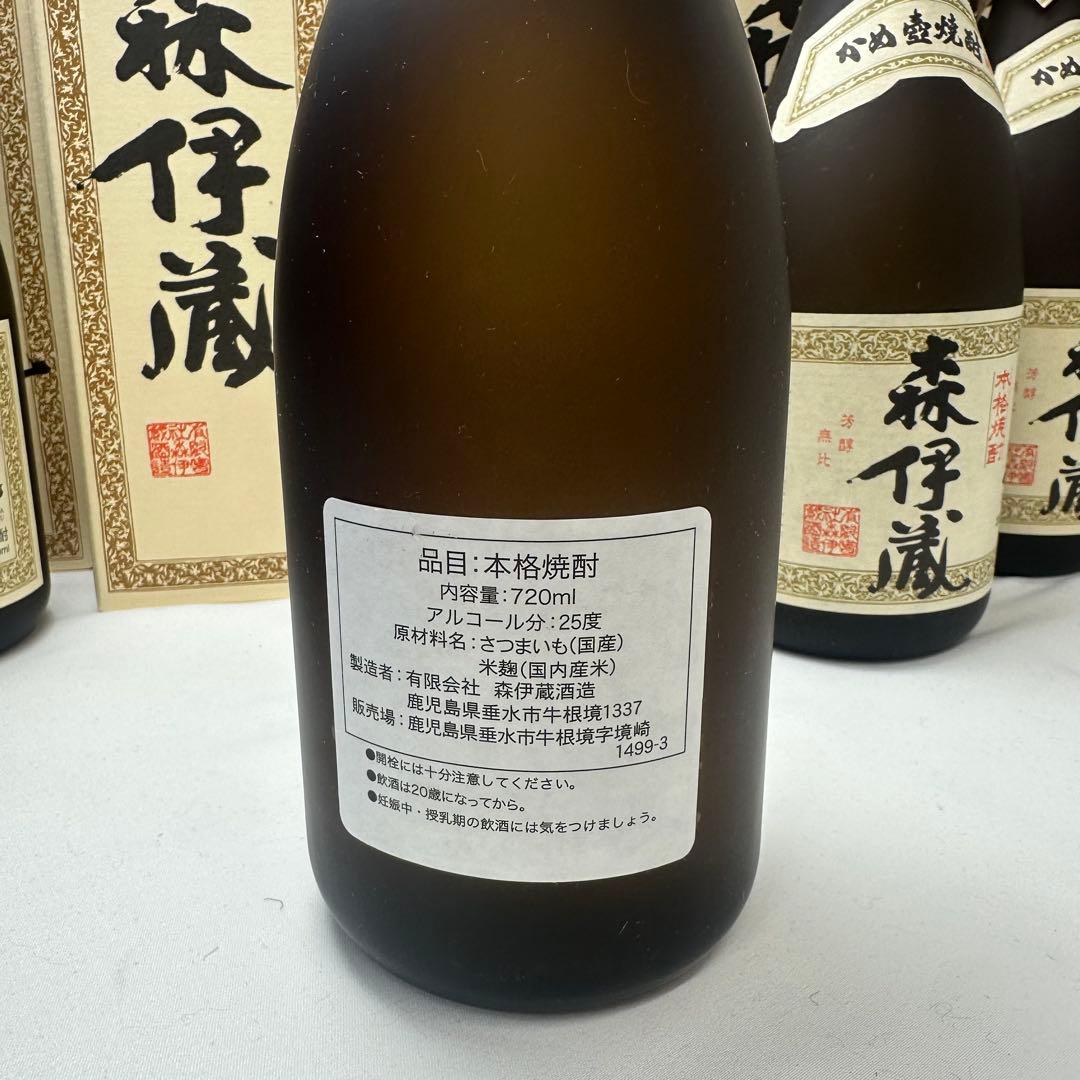 森伊蔵
品目:本格焼酎
内容量:720ml
アルコール分:25度
原材料名:さつまいも(国産)
米麹(国内産米)
製造者:有限会社 森伊蔵酒造
鹿児島県垂水市牛根境1337
販売場:鹿児島県垂水市牛根境字境崎
1499-3
●開栓には十分注意してください。
●飲酒は20歳になってから。
●妊娠中・授乳期の飲酒には気をつけましょう。
かめ壺焼酎
本格焼酎
森伊蔵
芳醇
無比
かめ
芳醇